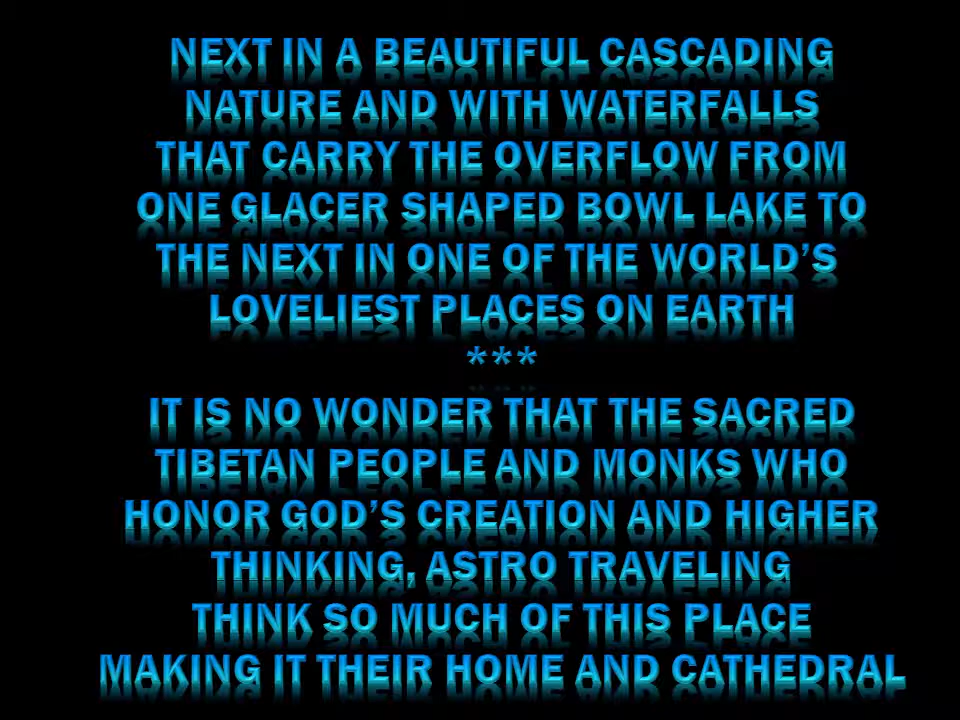 NEXT IN A BEAUTIFUL CASCADING
NATURE AND WITH WATERFALLS
THAT CARRY THE OVERFLOW FROM
ONE GLACER SHAPED BOWL LAKE TO
THE NEXT IN ONE OF THE WORLD’S
LOVELIEST PLACES ON EARTH
***
IT IS NO WONDER THAT THE SACRED
TIBETAN PEOPLE AND MONKS WHO
HONOR GOD’S CREATION AND HIGHER
THINKING, ASTRO TRAVELING
THINK SO MUCH OF THIS PLACE
MAKING IT THEIR HOME AND CATHEDRAL